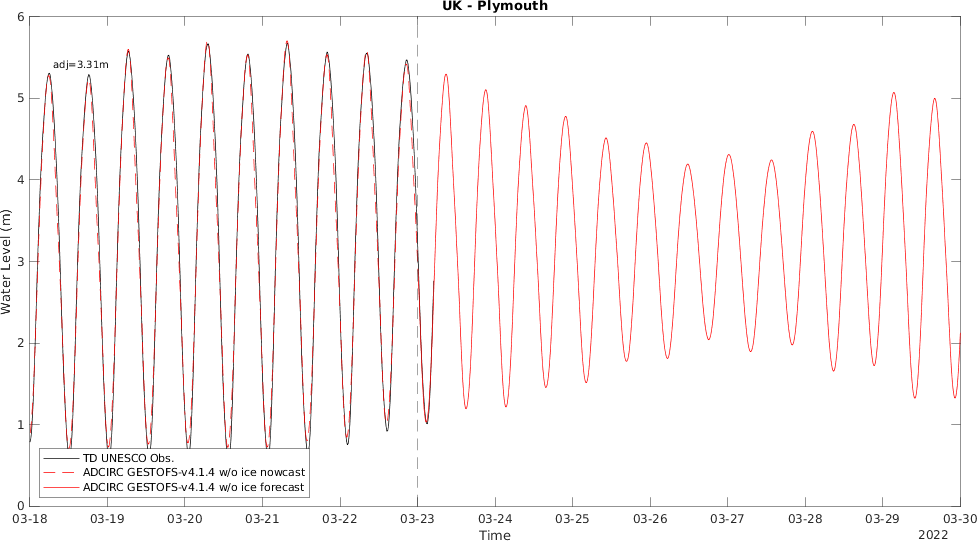 UK - Plymouth
6
5
4
3
2
1
0
Water Level (m)
adj=3.31m
TD UNESCO Obs.
ADCIRC GESTOFS-v4.1.4 w/o ice nowcast
ADCIRC GESTOFS-v4.1.4 w/o ice forecast
03-18 03-19 03-20 03-21 03-22 03-23 03-24 03-25 03-26 03-27 03-28 03-29 03-30
Time
2022